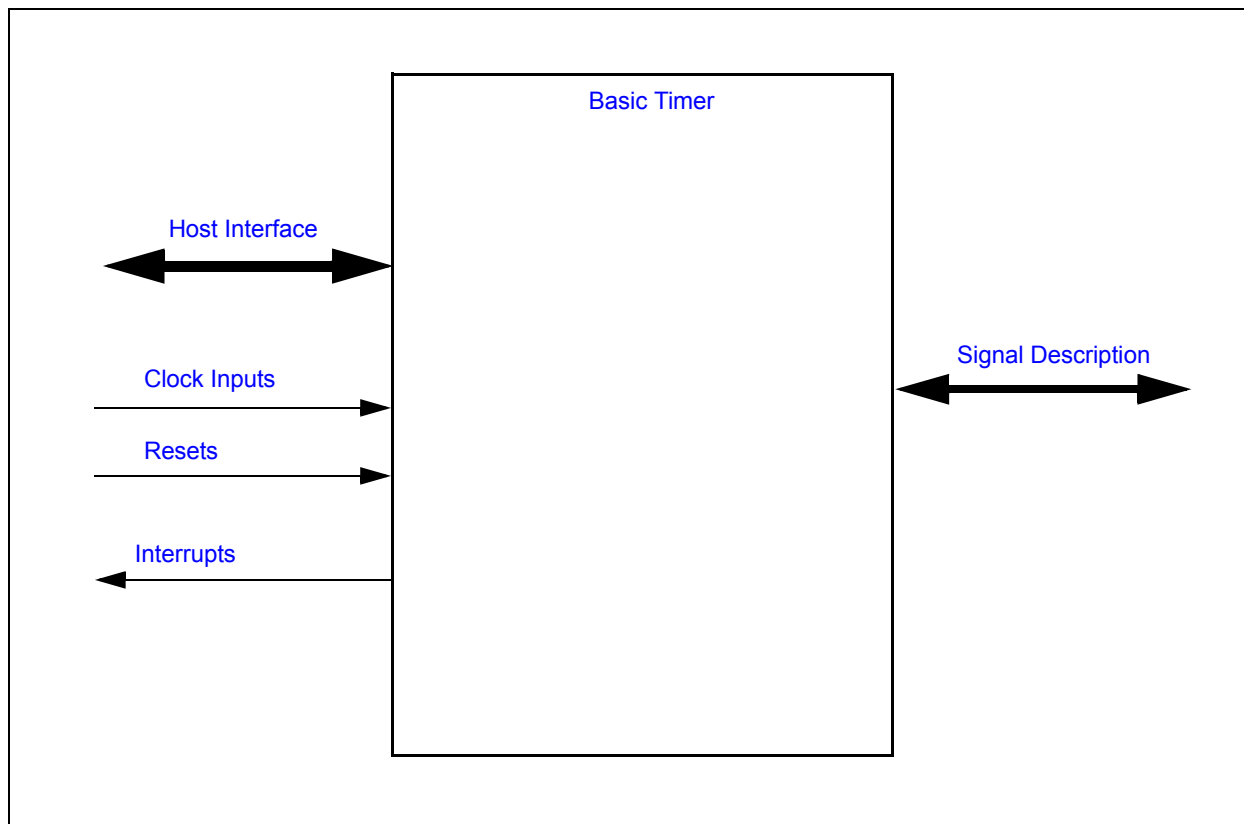 Basic Timer
Host Interface
Signal Description
Clock Inputs
Resets
Interrupts